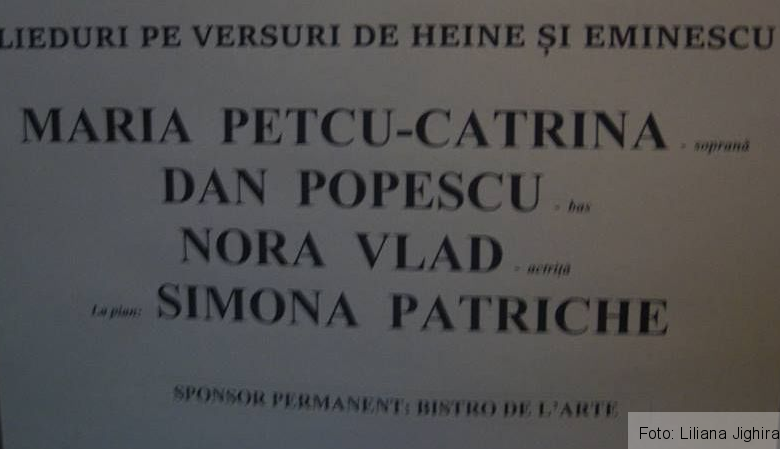 LIEDURI PE VERSURI DE HEINE ȘI EMINESCU
MARIA PETCU-CATRINA - soprană
DAN POPESCU - bas
NORA VLAD - actriță
La pian: SIMONA PATRICHE
SPONSOR PERMANENT: BISTRO DE L'ARTE
Foto: Liliana Jighira